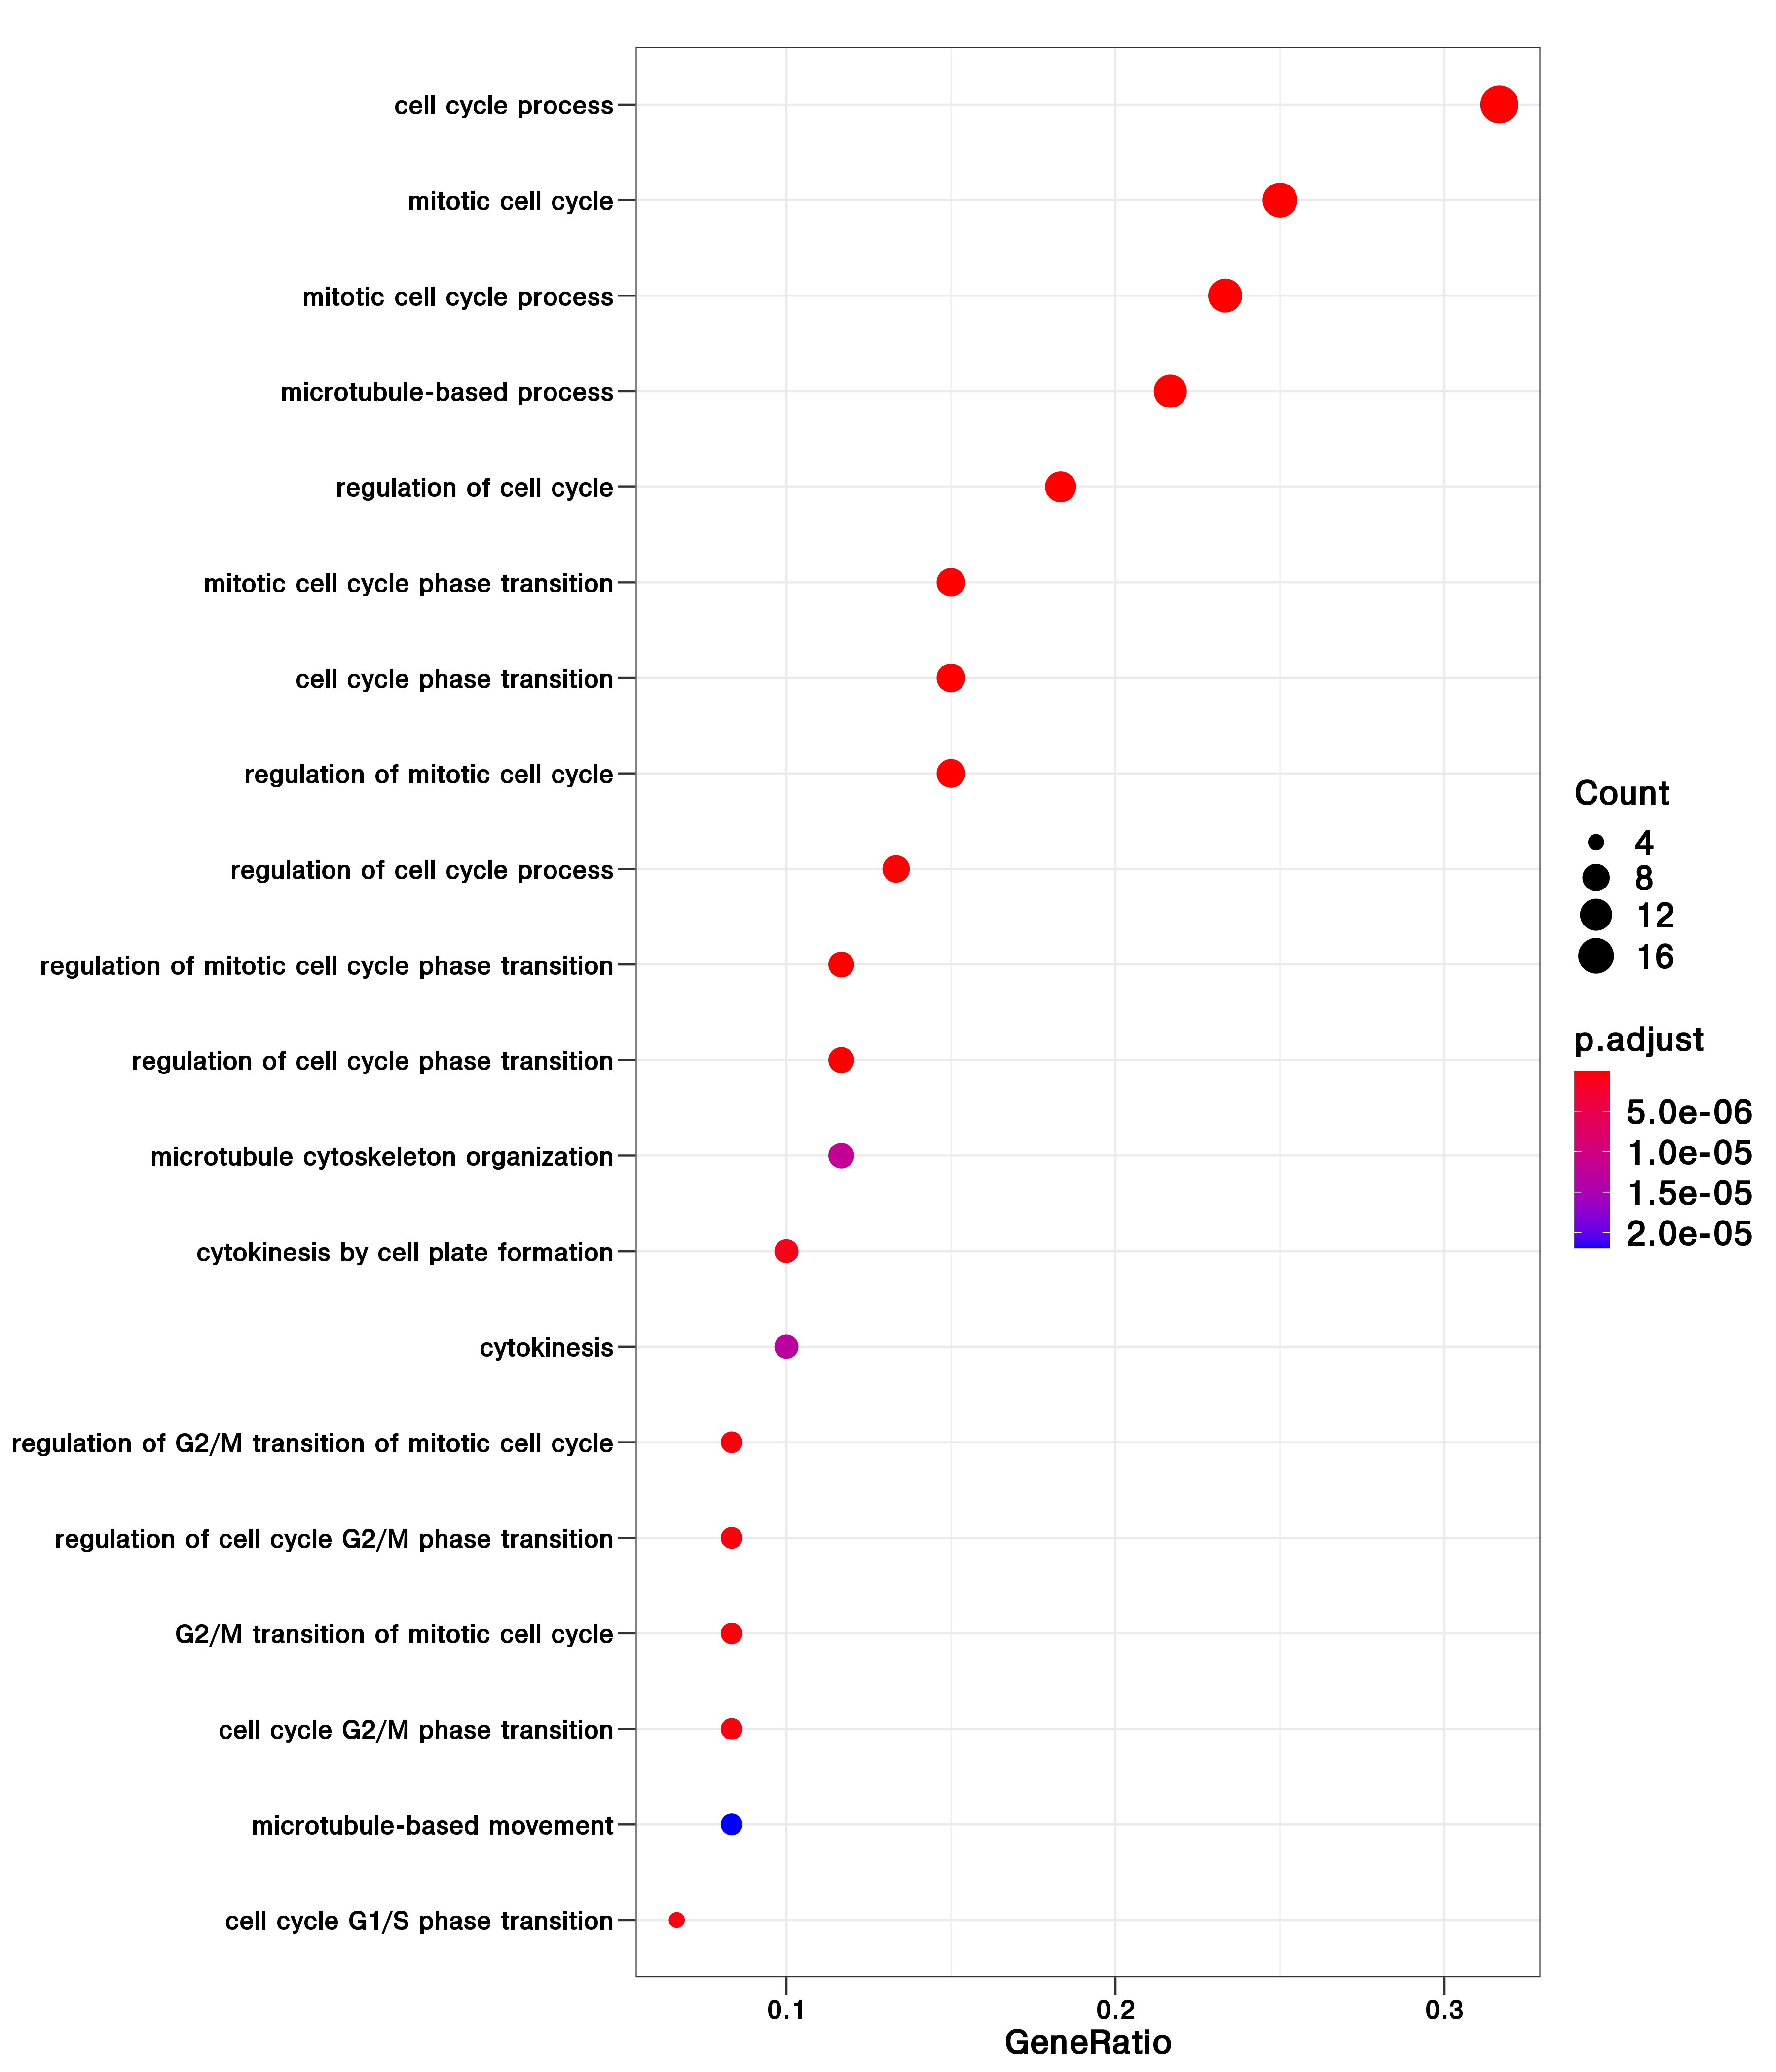 cell cycle process
mitotic cell cycle
mitotic cell cycle process
microtubule-based process
regulation of cell cycle
mitotic cell cycle phase transition
cell cycle phase transition
regulation of mitotic cell cycle
regulation of cell cycle process
regulation of mitotic cell cycle phase transition
regulation of cell cycle phase transition
microtubule cytoskeleton organization
cytokinesis by cell plate formation
cytokinesis
regulation of G2/M transition of mitotic cell cycle
regulation of cell cycle G2/M phase transition
G2/M transition of mitotic cell cycle
cell cycle G2/M phase transition
microtubule-based movement
cell cycle G1/S phase transition
0.1 0.2 0.3
GeneRatio
Count
4
8
12
16
p.adjust
5.0e-06
1.0e-05
1.5e-05
2.0e-05